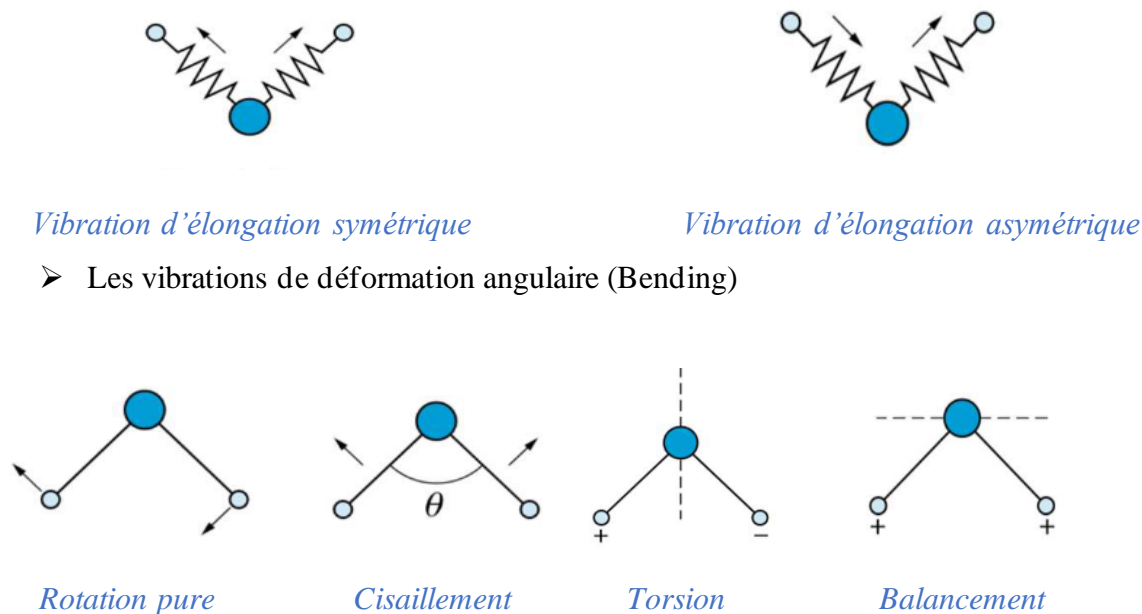 Vibration d’élongation symétrique Vibration d’élongation asymétrique
➢ Les vibrations de déformation angulaire (Bending)
θ
+ − + +
Rotation pure Cisaillement Torsion Balancement